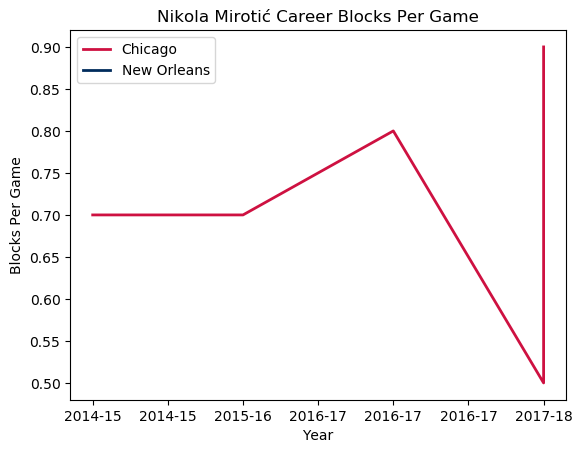 Nikola Mirotić Career Blocks Per Game
Chicago
New Orleans
Blocks Per Game
0.90
0.85
0.80
0.75
0.70
0.65
0.60
0.55
0.50
2014-15 2014-15 2015-16 2016-17 2016-17 2016-17 2017-18
Year